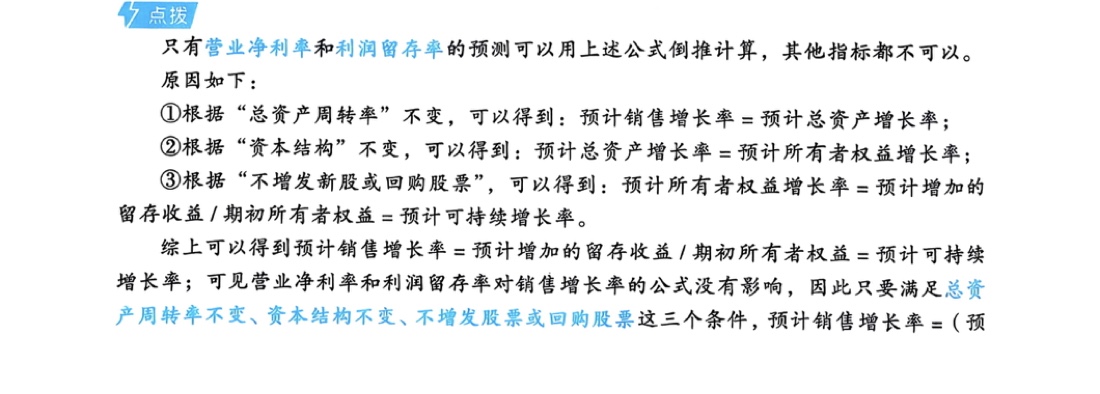 点拨
只有营业净利率和利润留存率的预测可以用上述公式倒推计算，其他指标都不可以。
原因如下：
①根据“总资产周转率”不变，可以得到：预计销售增长率=预计总资产增长率；
②根据“资本结构”不变，可以得到：预计总资产增长率=预计所有者权益增长率；
③根据“不增发新股或回购股票”，可以得到：预计所有者权益增长率=预计增加的
留存收益/期初所有者权益=预计可持续增长率。
综上可以得到预计销售增长率=预计增加的留存收益/期初所有者权益=预计可持续
增长率；可见营业净利率和利润留存率对销售增长率的公式没有影响，因此只要满足总资
产周转率不变、资本结构不变、不增发股票或回购股票这三个条件，预计销售增长率=（预